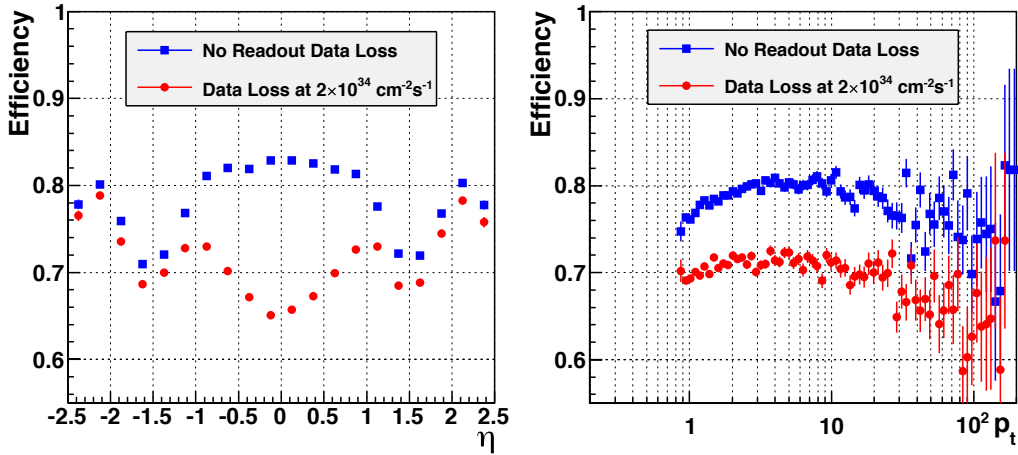 Efficiency
1
0.9
0.8
0.7
0.6
No Readout Data Loss
Data Loss at 2×10³⁴ cm⁻²s⁻¹
-2.5 -2 -1.5 -1 -0.5 0 0.5 1 1.5 2 2.5
η
Efficiency
1
0.9
0.8
0.7
0.6
No Readout Data Loss
Data Loss at 2×10³⁴ cm⁻²s⁻¹
1 10 10² pₜ